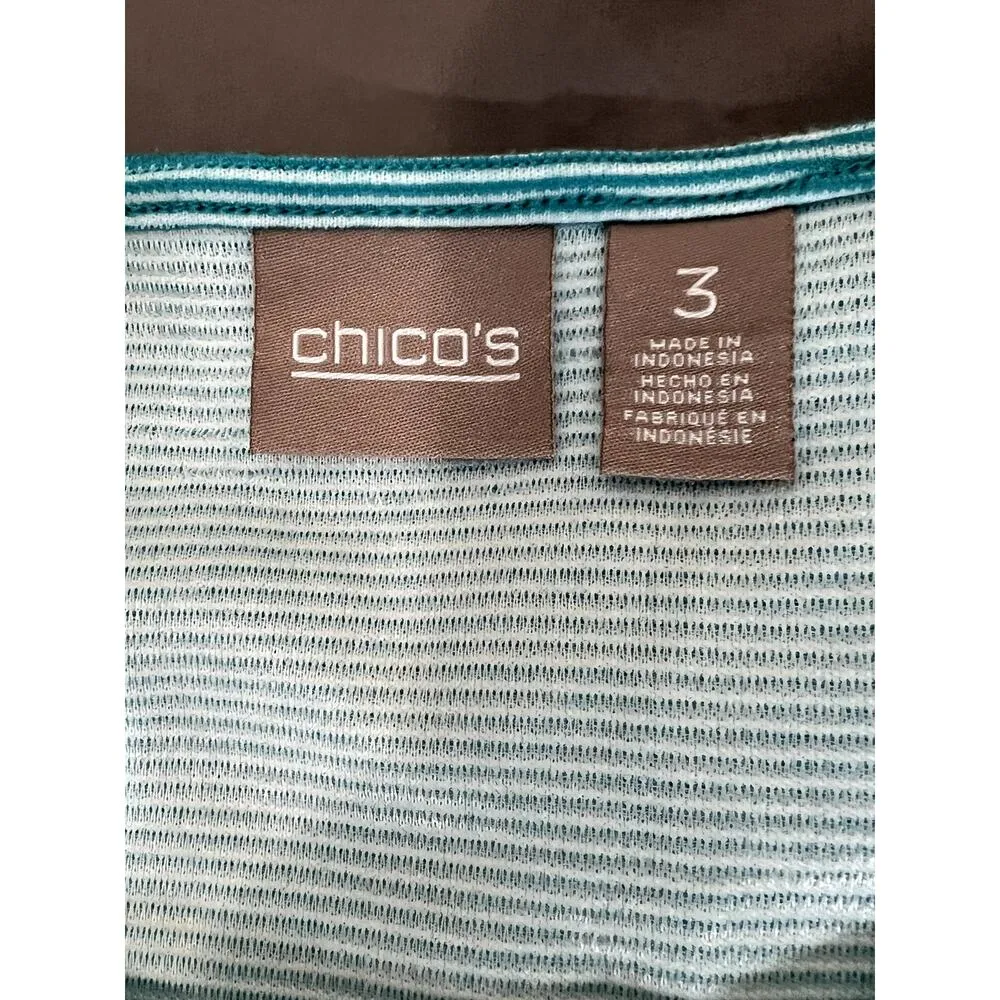 chico's
3
MADE IN
INDONESIA
HECHO EN
INDONESIA
FABRIQUÉ EN
INDONÉSIE